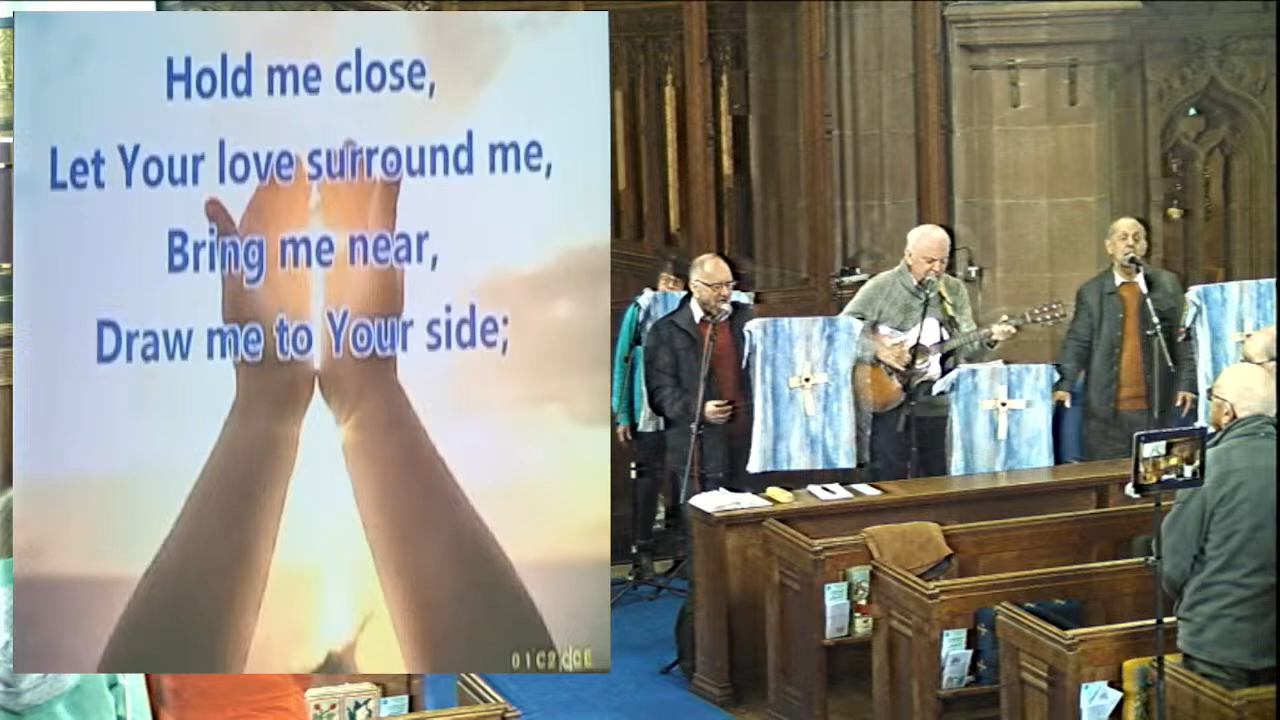 Hold me close,
Let Your love surround me,
Bring me near,
Draw me to Your side;